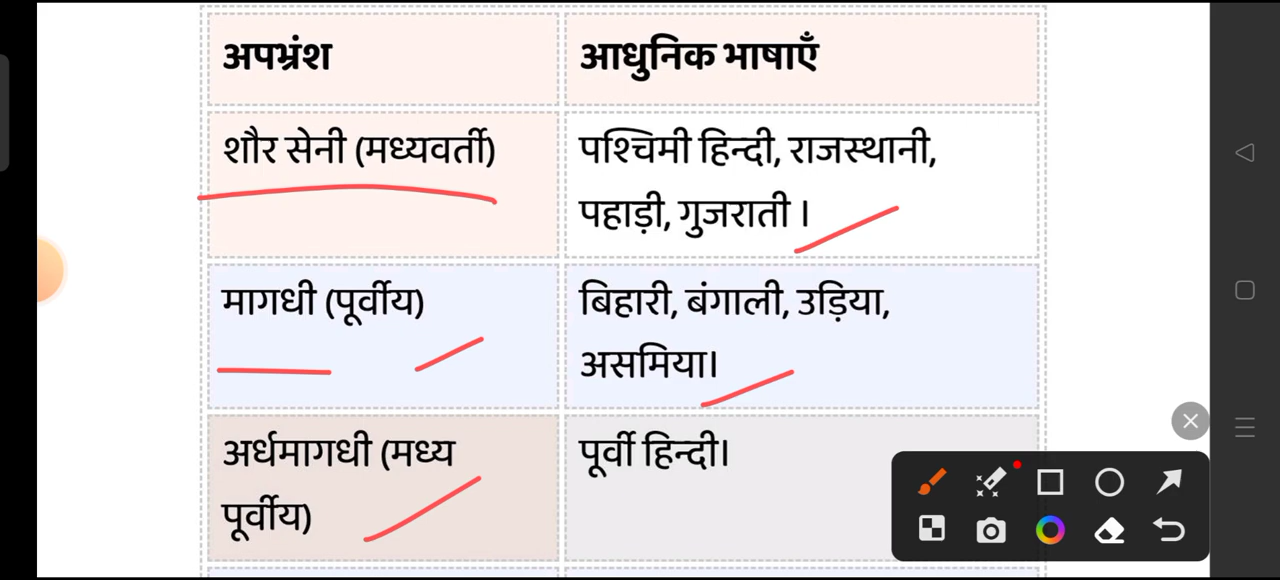 अपभ्रंश
आधुनिक भाषाएँ
शौर सेनी (मध्यवर्ती)
पश्चिमी हिन्दी, राजस्थानी,
पहाड़ी, गुजराती ।
मागधी (पूर्वीय)
बिहारी, बंगाली, उड़िया,
असमिया।
अर्धमागधी (मध्य
पूर्वीय)
पूर्वी हिन्दी।